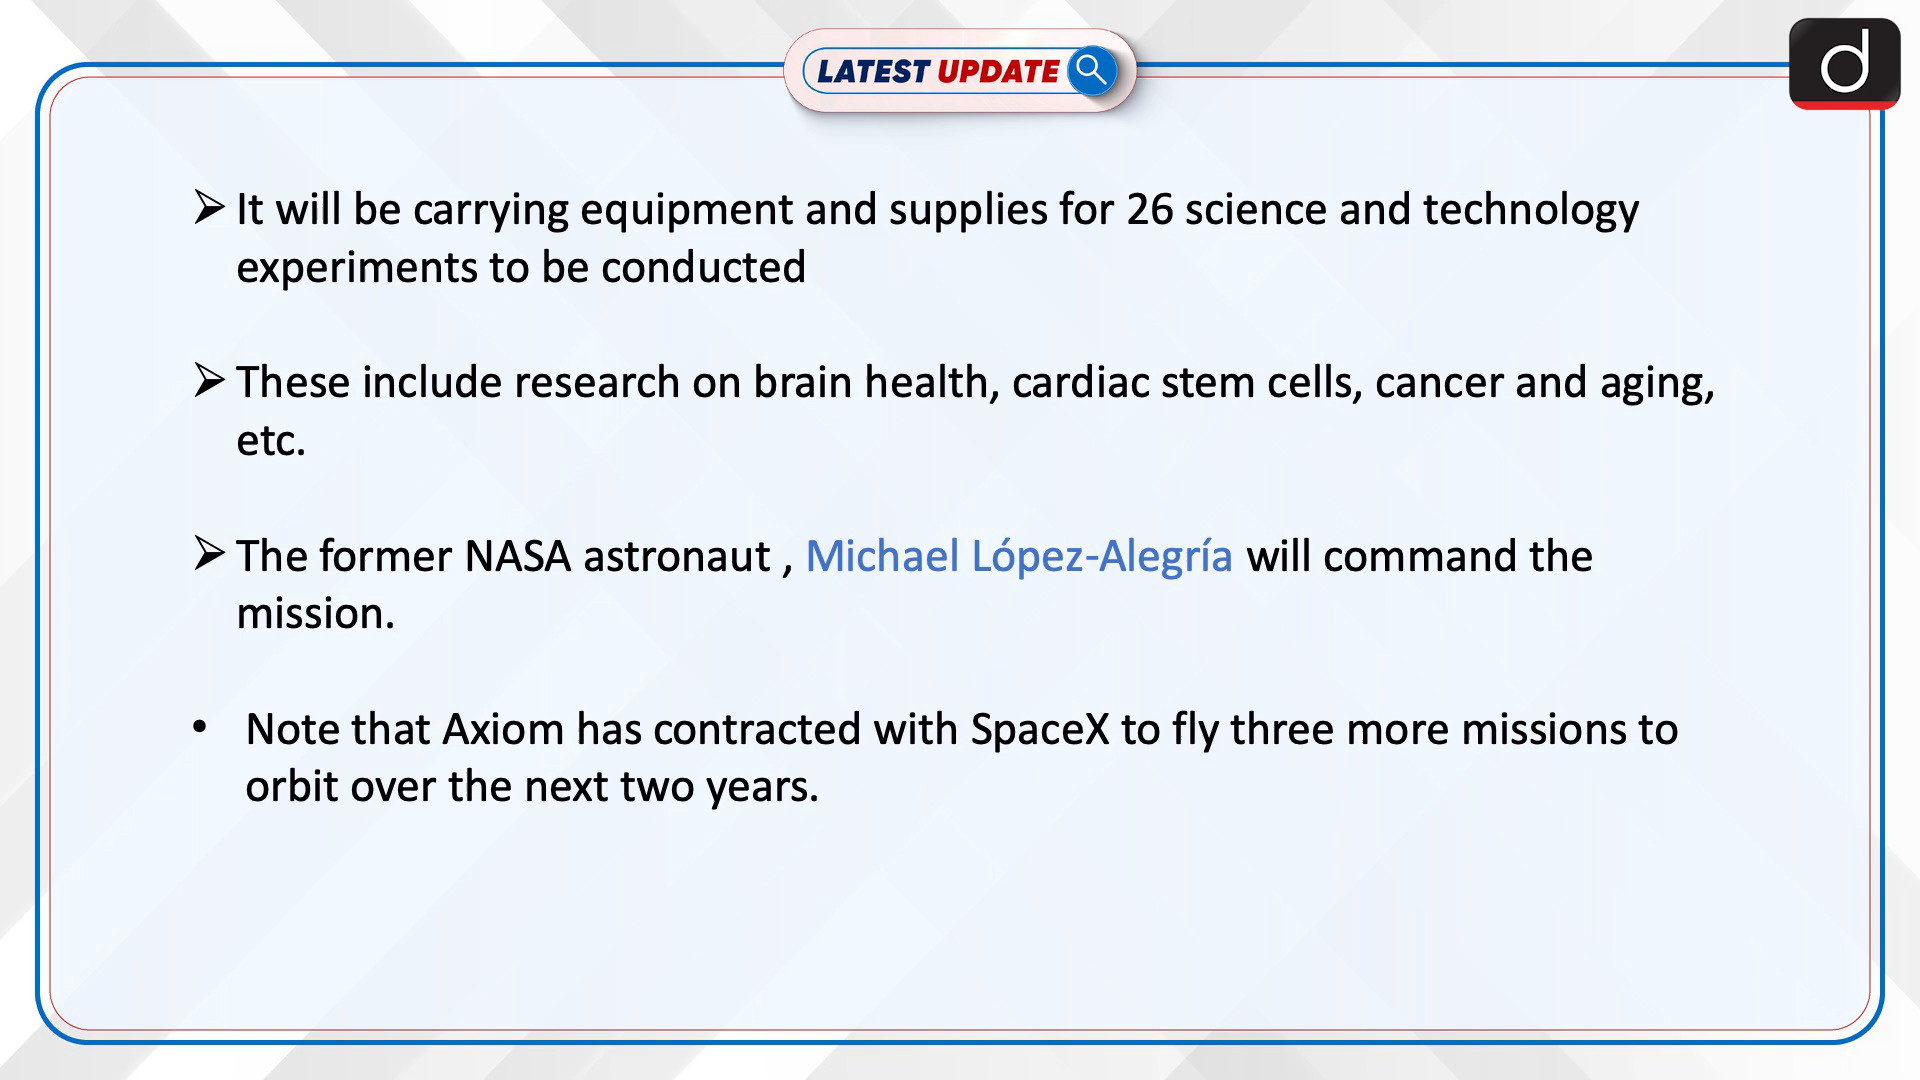 LATEST UPDATE
d
➢ It will be carrying equipment and supplies for 26 science and technology
experiments to be conducted
➢ These include research on brain health, cardiac stem cells, cancer and aging,
etc.
➢ The former NASA astronaut , Michael López-Alegría will command the
mission.
• Note that Axiom has contracted with SpaceX to fly three more missions to
orbit over the next two years.